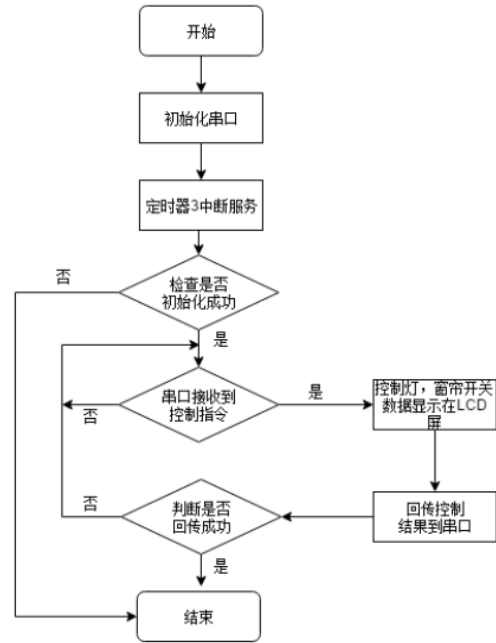 开始
初始化串口
定时器3中断服务
否
检查是否
初始化成功
是
串口接收到
控制指令
是
否
控制灯，窗帘开关
数据显示在LCD
屏
否
判断是否
回传成功
回传控制
结果到串口
是
结束